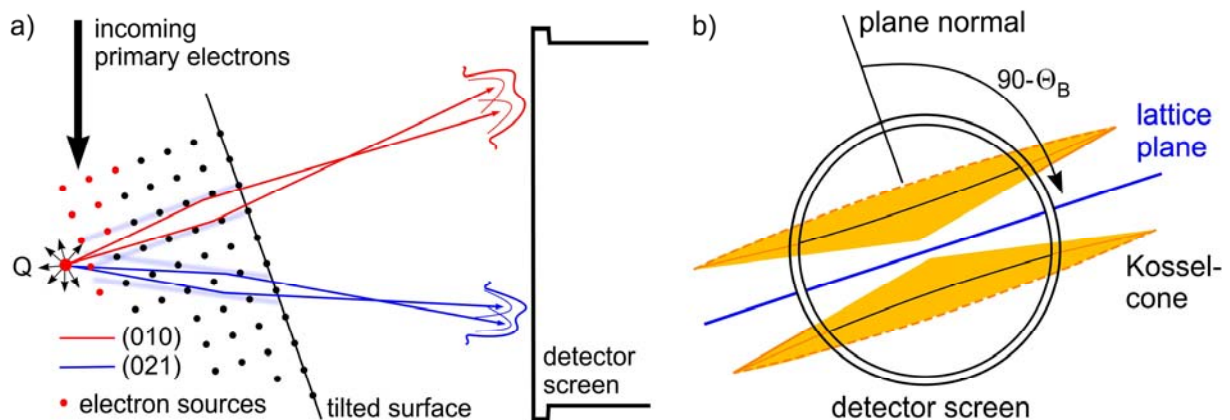 a)
incoming
primary electrons
Q
(010)
(021)
electron sources
tilted surface
detector
screen
b)
plane normal
90-Θ_B
lattice
plane
Kossel-
cone
detector screen